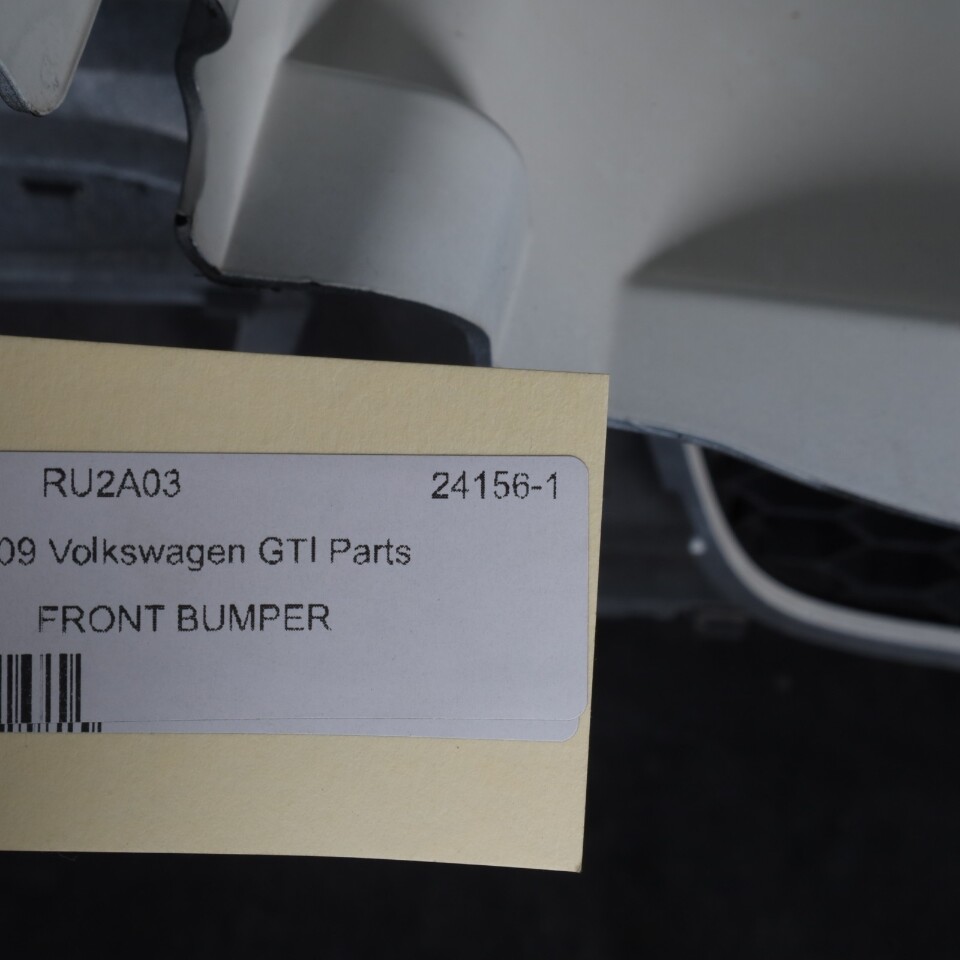 RU2A03 24156-1
09 Volkswagen GTI Parts
FRONT BUMPER